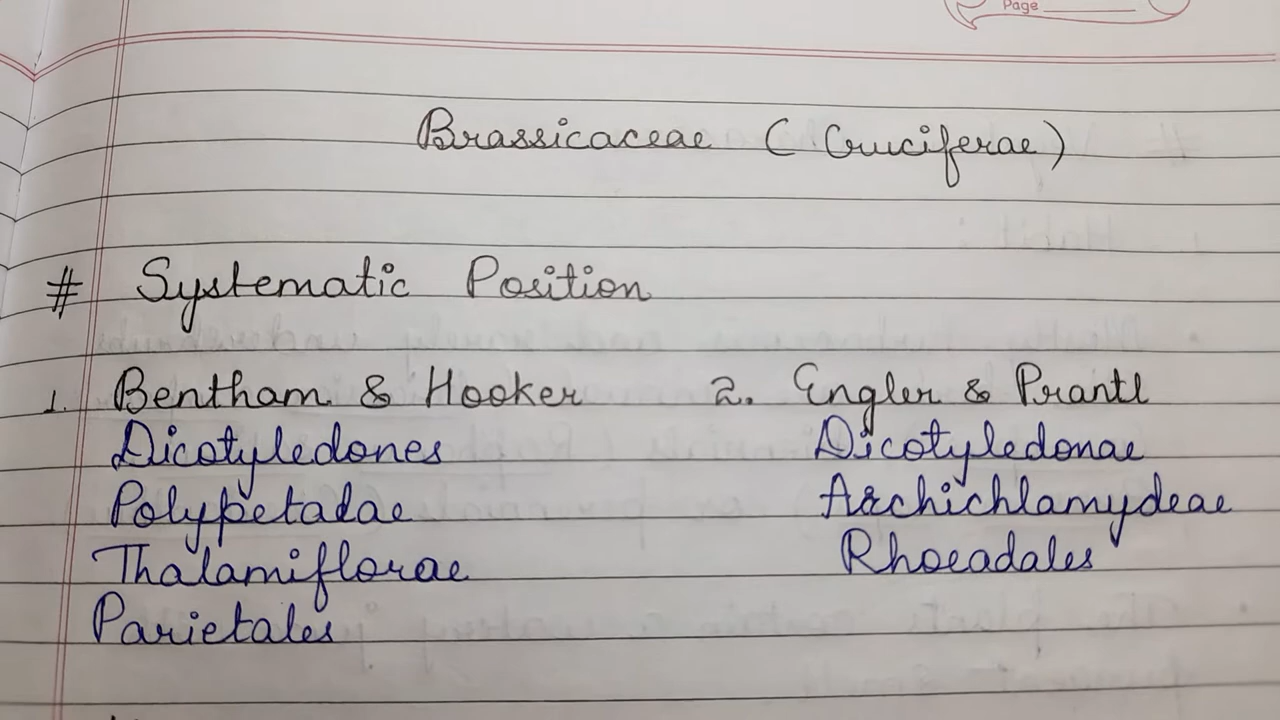 Page
Brassicaceae ( Cruciferae )
# Systematic Position
1. Bentham & Hooker
Dicotyledones
Polypetalae
Thalamiflorae
Parietales
2. Engler & Prantl
Dicotyledonae
Archichlamydeae
Rhoeadales